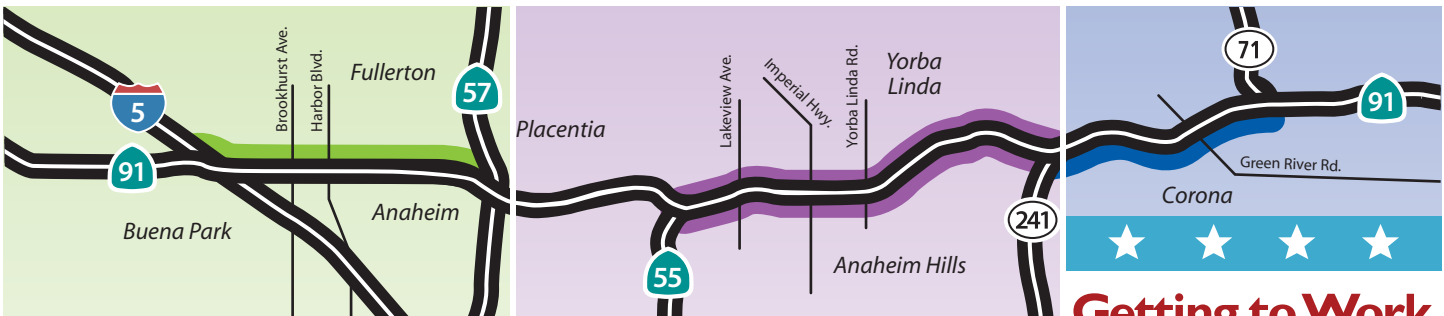 5
91
Brookhurst Ave.
Harbor Blvd.
Fullerton
57
Buena Park
Anaheim
Placentia
Lakeview Ave.
Imperial Hwy.
Yorba Linda Rd.
Yorba
Linda
55
Anaheim Hills
241
71
91
Green River Rd.
Corona
Getting to Work